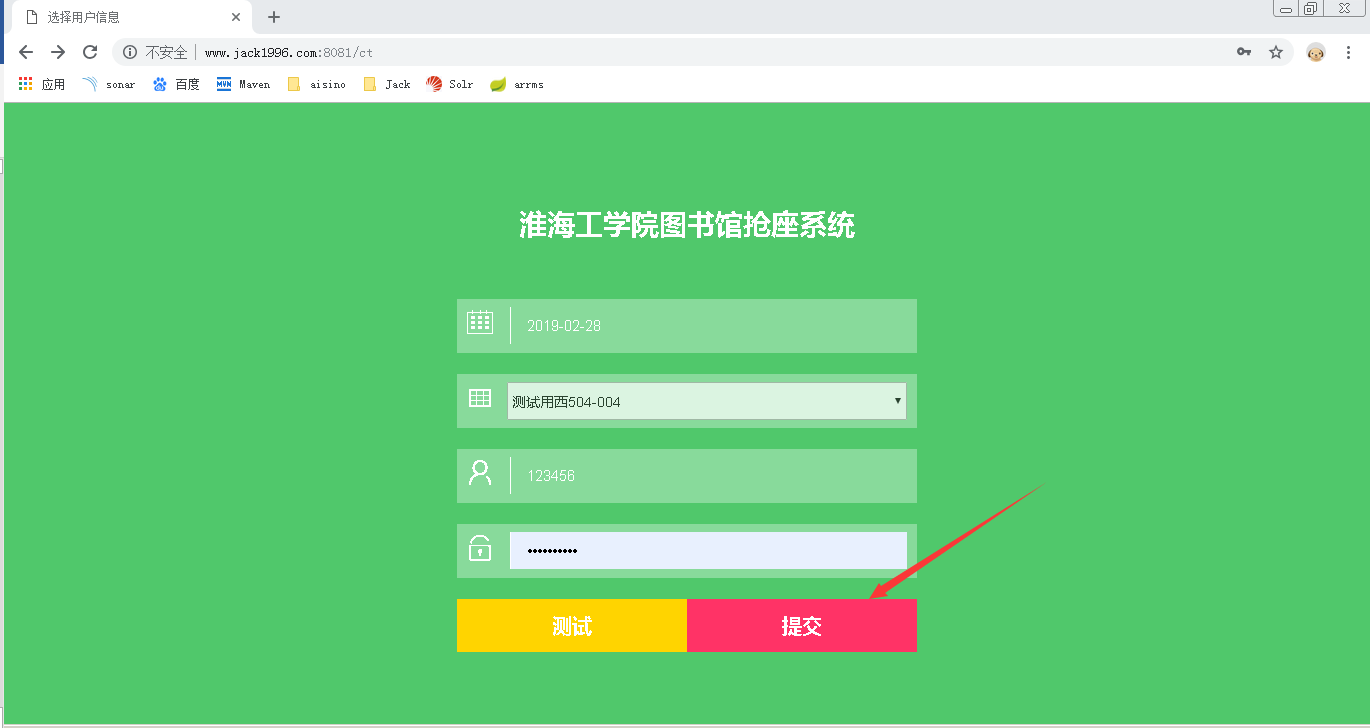 选择用户信息
不安全 www.jack1996.com:8081/ct
应用 sonar 百度 Maven aisino Jack Solr arrms
淮海工学院图书馆抢座系统
2019-02-28
测试用西504-004
123456
••••••••••
测试 提交